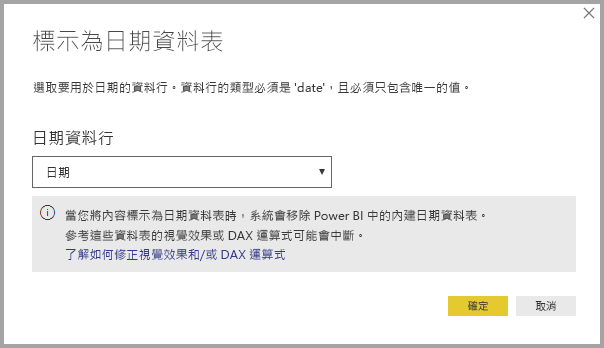 標示為日期資料表
選取要用於日期的資料行。資料行的類型必須是 'date'，且必須只包含唯一的值。
日期資料行
日期
當您將內容標示為日期資料表時，系統會移除 Power BI 中的內建日期資料表。
參考這些資料表的視覺效果或 DAX 運算式可能會中斷。
了解如何修正視覺效果和/或 DAX 運算式
確定 取消